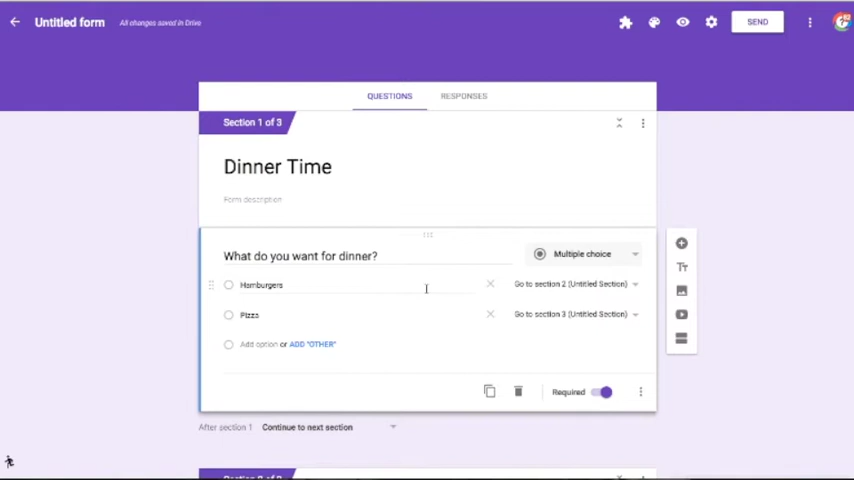 Untitled form All changes saved in Drive SEND
QUESTIONS RESPONSES
Section 1 of 3
Dinner Time
Form description
What do you want for dinner? Multiple choice
Hamburgers Go to section 2 (Untitled Section)
Pizza Go to section 3 (Untitled Section)
Add option or ADD "OTHER"
Required
After section 1 Continue to next section